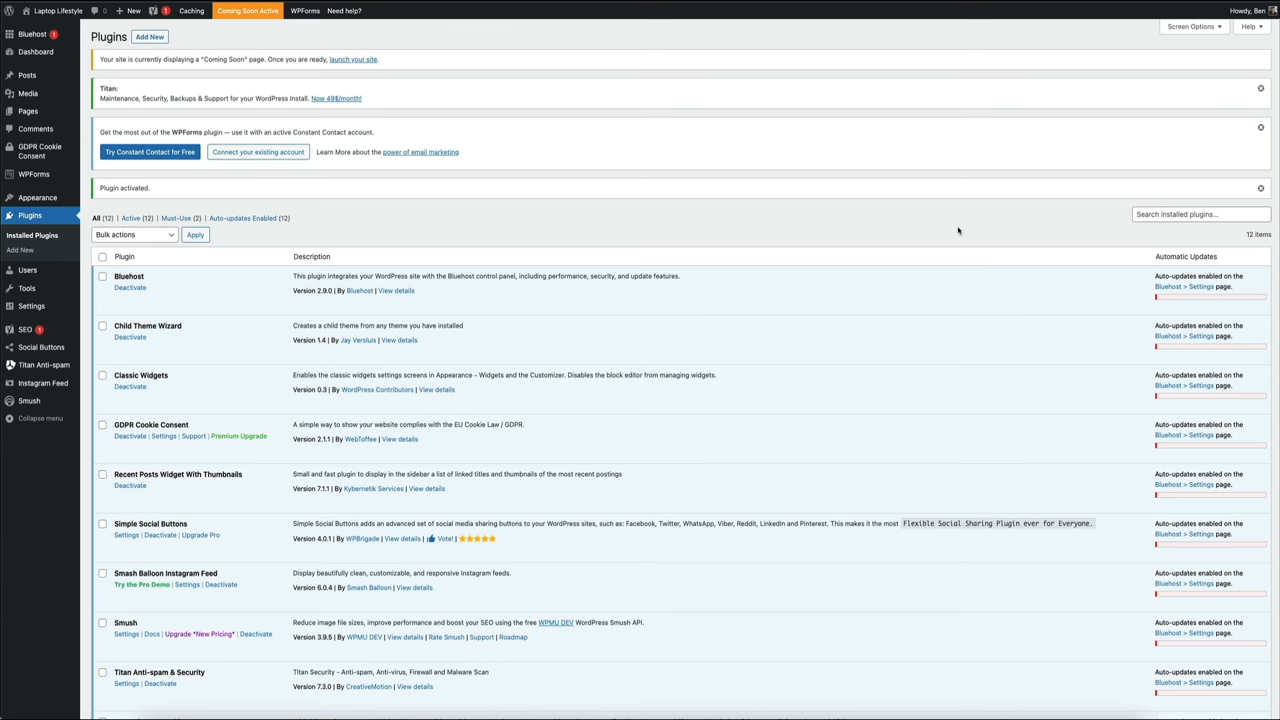 Laptop Lifestyle 0 New 1 Caching Coming Soon Active WPForms Need help? Howdy, Ben
Bluehost 1
Dashboard
Posts
Media
Pages
Comments
GDPR Cookie
Consent
WPForms
Appearance
Plugins
Installed Plugins
Add New
Users
Tools
Settings
SEO 1
Social Buttons
Titan Anti-spam
Instagram Feed
Smush
Collapse menu
Screen Options Help
Plugins Add New
Your site is currently displaying a "Coming Soon" page. Once you are ready, launch your site.
Titan:
Maintenance, Security, Backups & Support for your WordPress Install. Now 49$/month!
Get the most out of the WPForms plugin — use it with an active Constant Contact account.
Try Constant Contact for Free Connect your existing account Learn More about the power of email marketing
Plugin activated.
All (12) | Active (12) | Must-Use (2) | Auto-updates Enabled (12)
Search installed plugins...
Bulk actions Apply
12 items
Plugin Description Automatic Updates
Bluehost This plugin integrates your WordPress site with the Bluehost control panel, including performance, security, and update features. Auto-updates enabled on the
Deactivate Version 2.9.0 | By Bluehost | View details Bluehost > Settings page.
Child Theme Wizard Creates a child theme from any theme you have installed Auto-updates enabled on the
Deactivate Version 1.4 | By Jay Versluis | View details Bluehost > Settings page.
Classic Widgets Enables the classic widgets settings screens in Appearance - Widgets and the Customizer. Disables the block editor from managing widgets. Auto-updates enabled on the
Deactivate Version 0.3 | By WordPress Contributors | View details Bluehost > Settings page.
GDPR Cookie Consent A simple way to show your website complies with the EU Cookie Law / GDPR. Auto-updates enabled on the
Deactivate | Settings | Support | Premium Upgrade Version 2.1.1 | By WebToffee | View details Bluehost > Settings page.
Recent Posts Widget With Thumbnails Small and fast plugin to display in the sidebar a list of linked titles and thumbnails of the most recent postings Auto-updates enabled on the
Deactivate Version 7.1.1 | By Kybernetik Services | View details Bluehost > Settings page.
Simple Social Buttons Simple Social Buttons adds an advanced set of social media sharing buttons to your WordPress sites, such as: Facebook, Twitter, WhatsApp, Viber, Reddit, LinkedIn and Pinterest. This makes it the most Flexible Social Sharing Plugin ever for Everyone. Auto-updates enabled on the
Settings | Deactivate | Upgrade Pro Version 4.0.1 | By WPBrigade | View details | Vote! | Bluehost > Settings page.
Smash Balloon Instagram Feed Display beautifully clean, customizable, and responsive Instagram feeds. Auto-updates enabled on the
Try the Pro Demo | Settings | Deactivate Version 6.0.4 | By Smash Balloon | View details Bluehost > Settings page.
Smush Reduce image file sizes, improve performance and boost your SEO using the free WPMU DEV WordPress Smush API. Auto-updates enabled on the
Settings | Docs | Upgrade *New Pricing* | Deactivate Version 3.9.5 | By WPMU DEV | View details | Rate Smush | Support | Roadmap Bluehost > Settings page.
Titan Anti-spam & Security Titan Security - Anti-spam, Anti-virus, Firewall and Malware Scan Auto-updates enabled on the
Settings | Deactivate Version 7.3.0 | By CreativeMotion | View details Bluehost > Settings page.